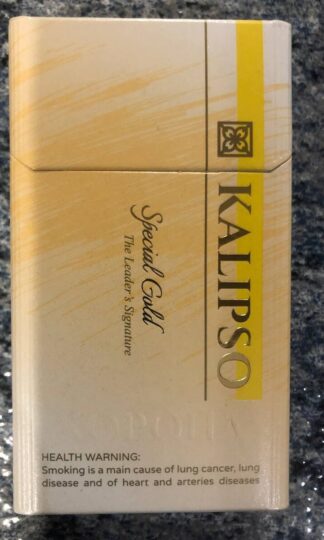 KALIPSO
Special Gold
The Leader's Signature
HEALTH WARNING:
Smoking is a main cause of lung cancer, lung
disease and of heart and arteries diseases